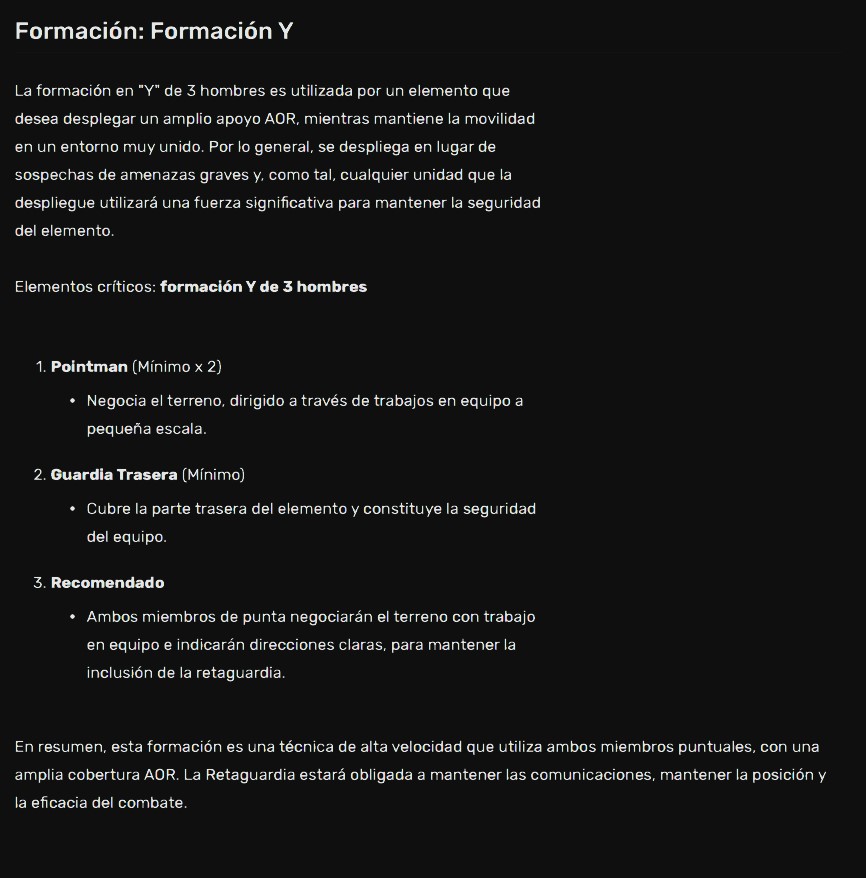 Formación: Formación Y
La formación en "Y" de 3 hombres es utilizada por un elemento que
desea desplegar un amplio apoyo AOR, mientras mantiene la movilidad
en un entorno muy unido. Por lo general, se despliega en lugar de
sospechas de amenazas graves y, como tal, cualquier unidad que la
despliegue utilizará una fuerza significativa para mantener la seguridad
del elemento.
Elementos críticos: formación Y de 3 hombres
1. Pointman (Mínimo x 2)
• Negocia el terreno, dirigido a través de trabajos en equipo a
pequeña escala.
2. Guardia Trasera (Mínimo)
• Cubre la parte trasera del elemento y constituye la seguridad
del equipo.
3. Recomendado
• Ambos miembros de punta negociarán el terreno con trabajo
en equipo e indicarán direcciones claras, para mantener la
inclusión de la retaguardia.
En resumen, esta formación es una técnica de alta velocidad que utiliza ambos miembros puntuales, con una
amplia cobertura AOR. La Retaguardia estará obligada a mantener las comunicaciones, mantener la posición y
la eficacia del combate.